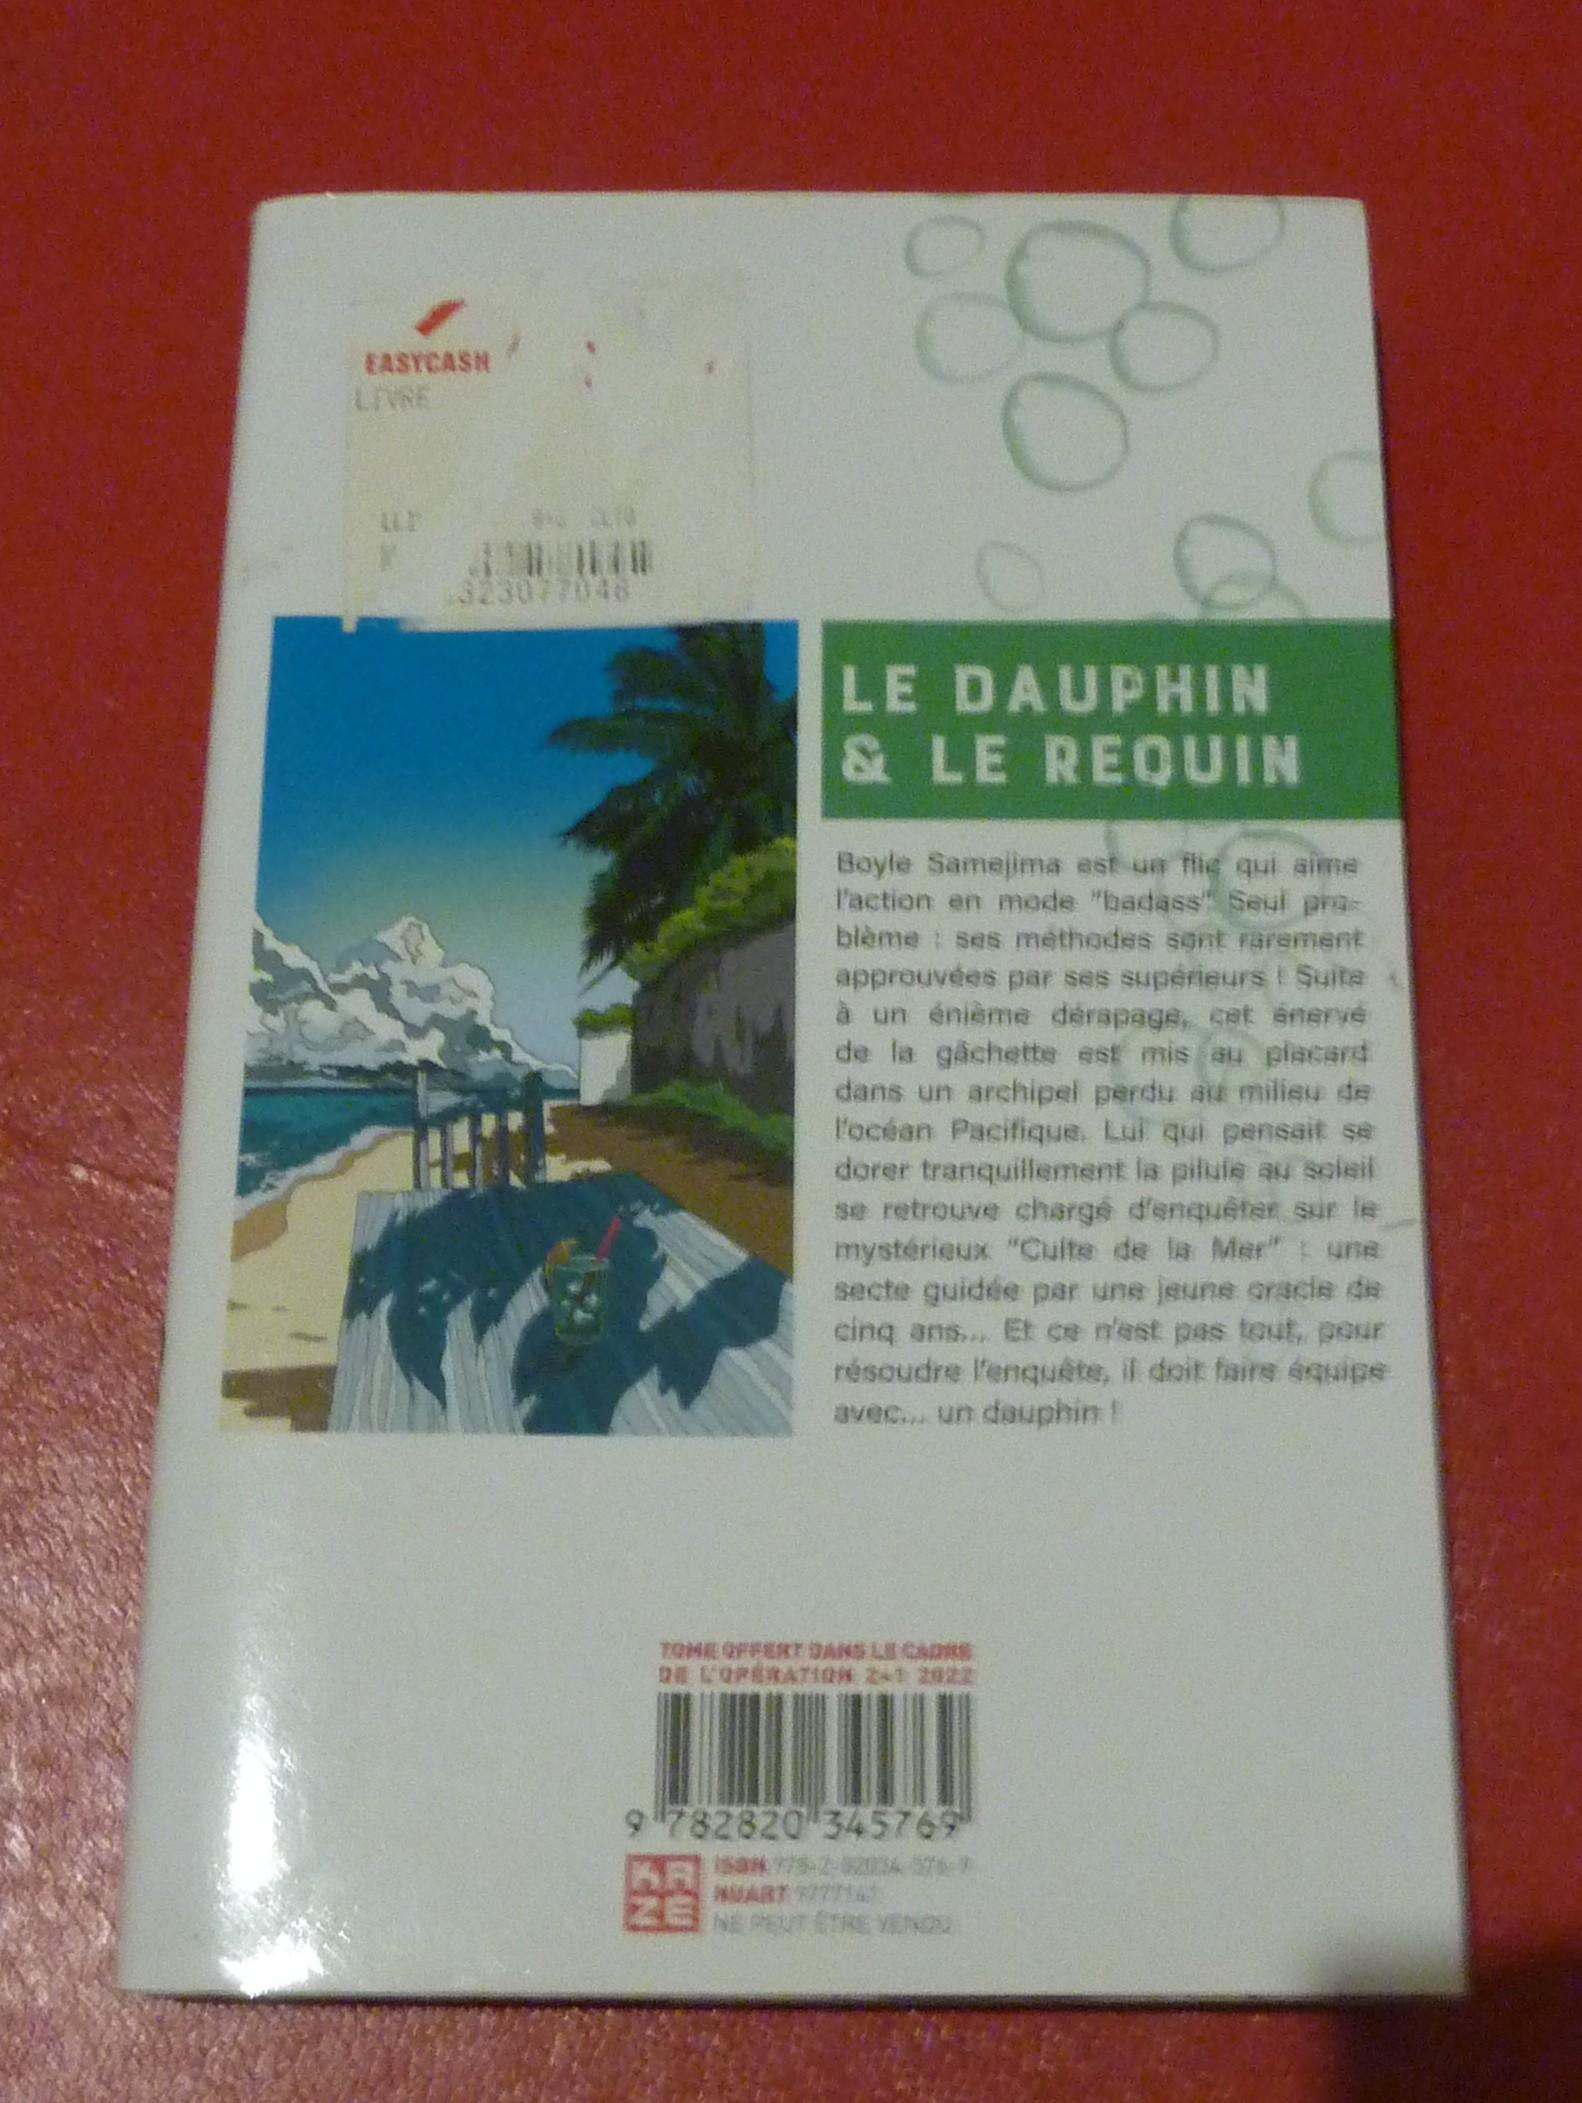 EASYCASH
LIVRE
323077046
LE DAUPHIN
& LE REQUIN
Boyle Samejima est un flic qui aime
l'action en mode "badass". Seul pro-
blème : ses méthodes sont rarement
approuvées par ses supérieurs ! Suite
à un énième dérapage, cet énervé
de la gâchette est mis au placard
dans un archipel perdu au milieu de
l'océan Pacifique. Lui qui pensait se
dorer tranquillement la pilule au soleil
se retrouve chargé d'enquêter sur le
mystérieux "Culte de la Mer" : une
secte guidée par une jeune oracle de
cinq ans... Et ce n'est pas tout, pour
résoudre l'enquête, il doit faire équipe
avec... un dauphin !
TOME OFFERT DANS LE CADRE
DE L'OPÉRATION 2+1 2022
9 782820 345769
KAZÉ
ISBN 978-2-82034-576-9
NUART
NE PEUT ÊTRE VENDU